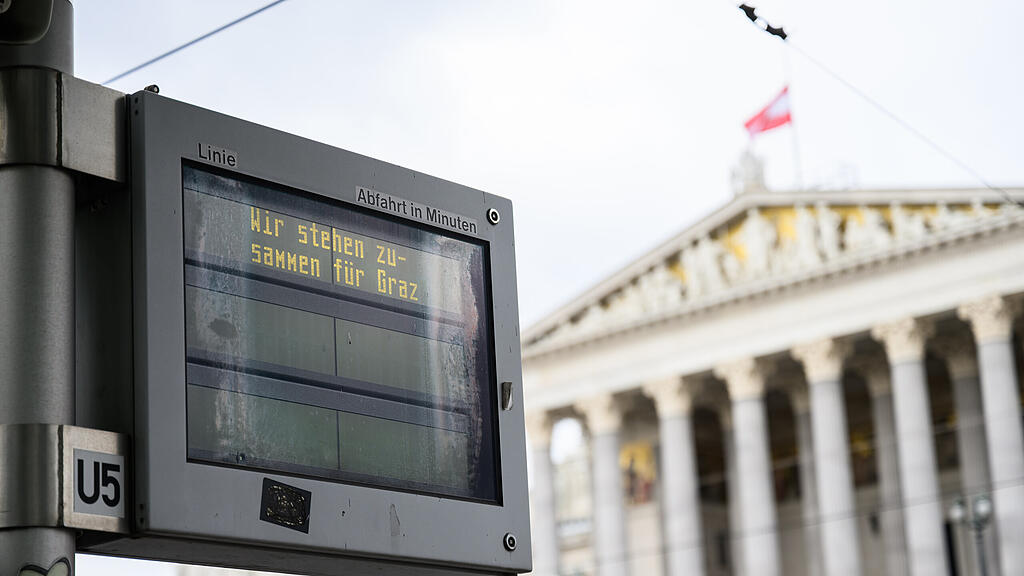 Linie
Abfahrt in Minuten
Wir stehen zu-
sammen für Graz
U5